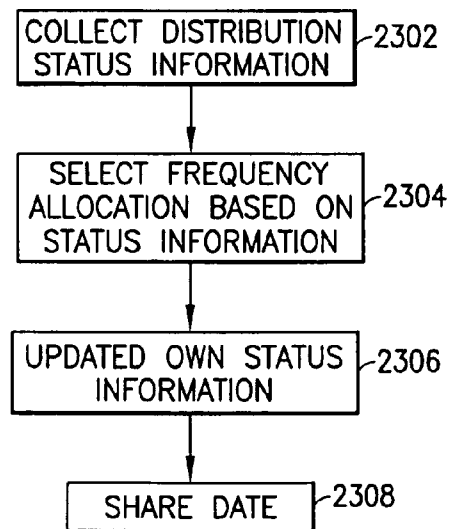 COLLECT DISTRIBUTION
STATUS INFORMATION
2302
SELECT FREQUENCY
ALLOCATION BASED ON
STATUS INFORMATION
2304
UPDATED OWN STATUS
INFORMATION
2306
SHARE DATE
2308